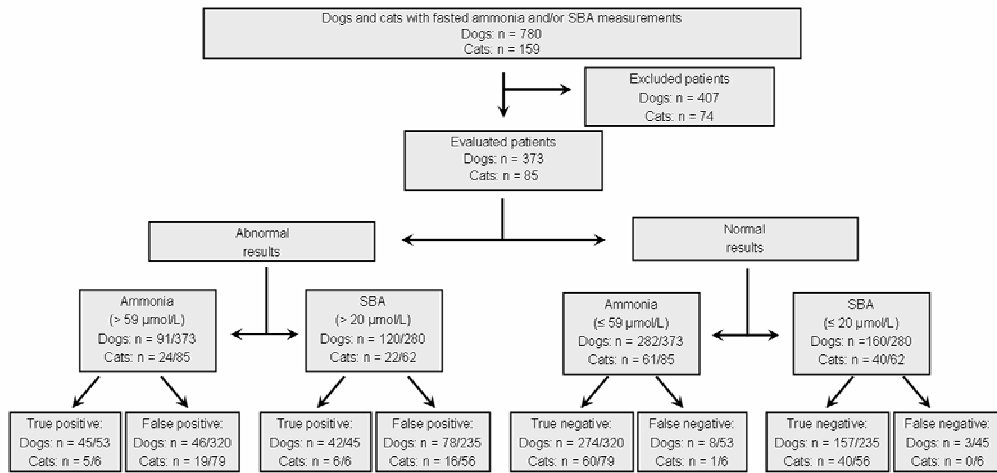 Dogs and cats with fasted ammonia and/or SBA measurements
Dogs: n = 780
Cats: n = 159
Excluded patients
Dogs: n = 407
Cats: n = 74
Evaluated patients
Dogs: n = 373
Cats: n = 85
Abnormal
results
Normal
results
Ammonia
(> 59 µmol/L)
Dogs: n = 91/373
Cats: n = 24/85
SBA
(> 20 µmol/L)
Dogs: n = 120/280
Cats: n = 22/62
Ammonia
(≤ 59 µmol/L)
Dogs: n = 282/373
Cats: n = 61/85
SBA
(≤ 20 µmol/L)
Dogs: n =160/280
Cats: n = 40/62
True positive:
Dogs: n = 45/53
Cats: n = 5/6
False positive:
Dogs: n = 46/320
Cats: n = 19/79
True positive:
Dogs: n = 42/45
Cats: n = 6/6
False positive:
Dogs: n = 78/235
Cats: n = 16/56
True negative:
Dogs: n = 274/320
Cats: n = 60/79
False negative:
Dogs: n = 8/53
Cats: n = 1/6
True negative:
Dogs: n = 157/235
Cats: n = 40/56
False negative:
Dogs: n = 3/45
Cats: n = 0/6